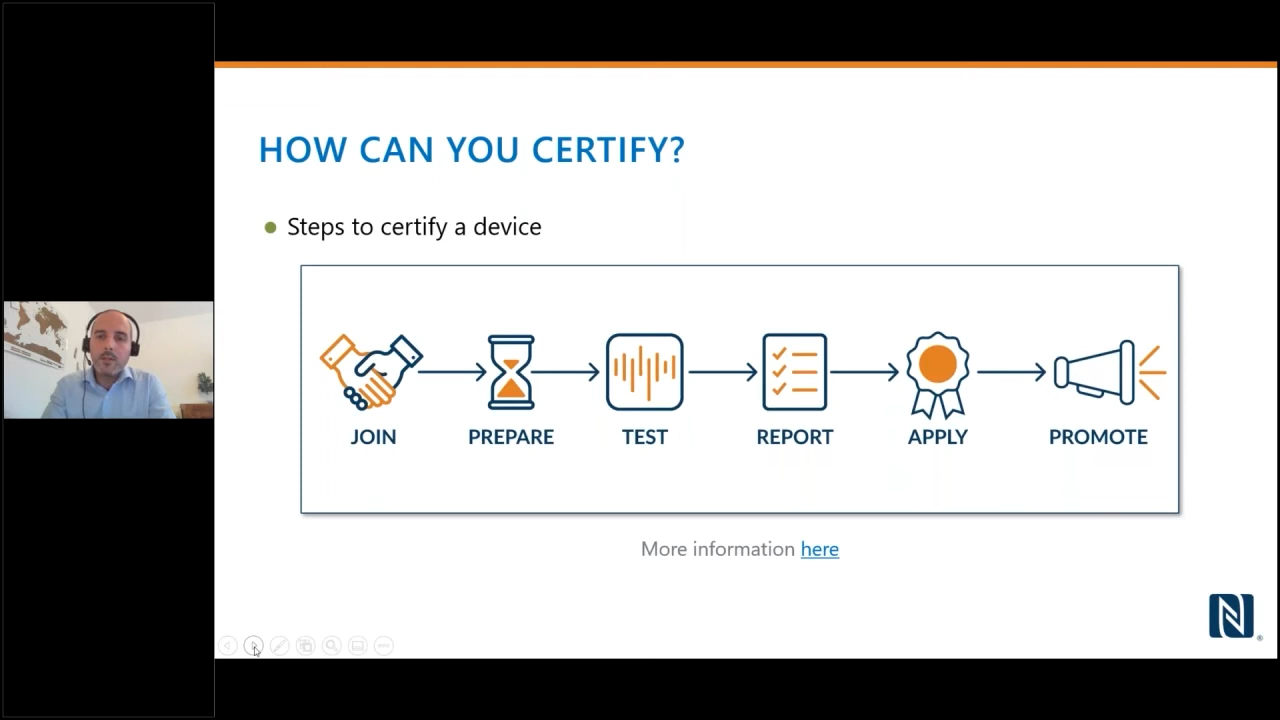 HOW CAN YOU CERTIFY?
Steps to certify a device
JOIN PREPARE TEST REPORT APPLY PROMOTE
More information here